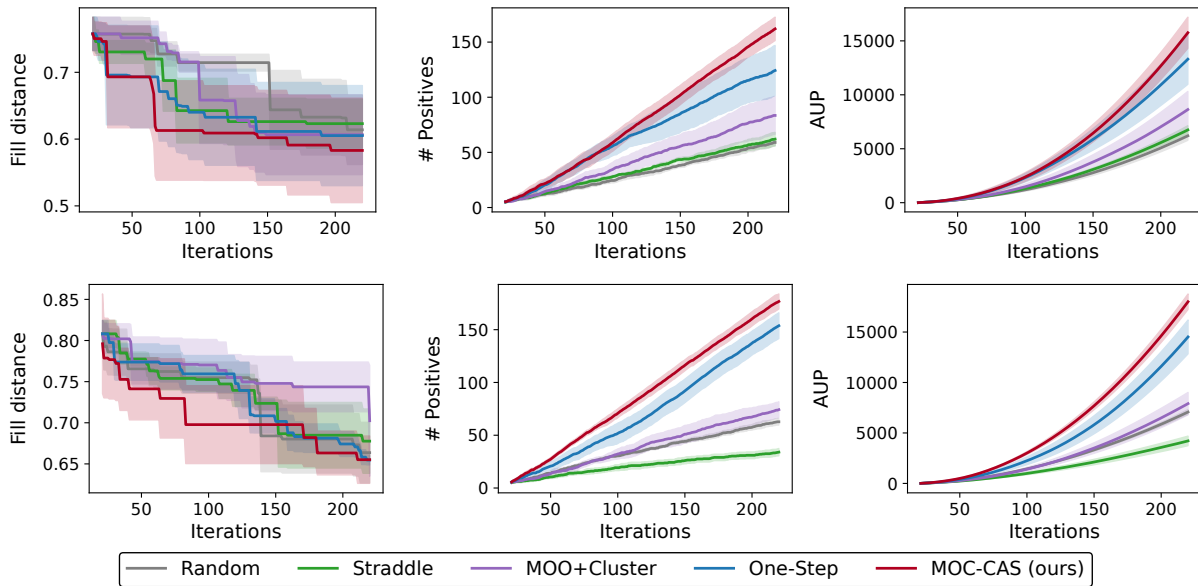 Fill distance
0.7
0.6
0.5
50
100
150
200
Iterations
# Positives
150
100
50
0
50
100
150
200
Iterations
AUP
15000
10000
5000
0
50
100
150
200
Iterations
Fill distance
0.85
0.80
0.75
0.70
0.65
50
100
150
200
Iterations
# Positives
150
100
50
0
50
100
150
200
Iterations
AUP
15000
10000
5000
0
50
100
150
200
Iterations
Random
Straddle
MOO+Cluster
One-Step
MOC-CAS (ours)